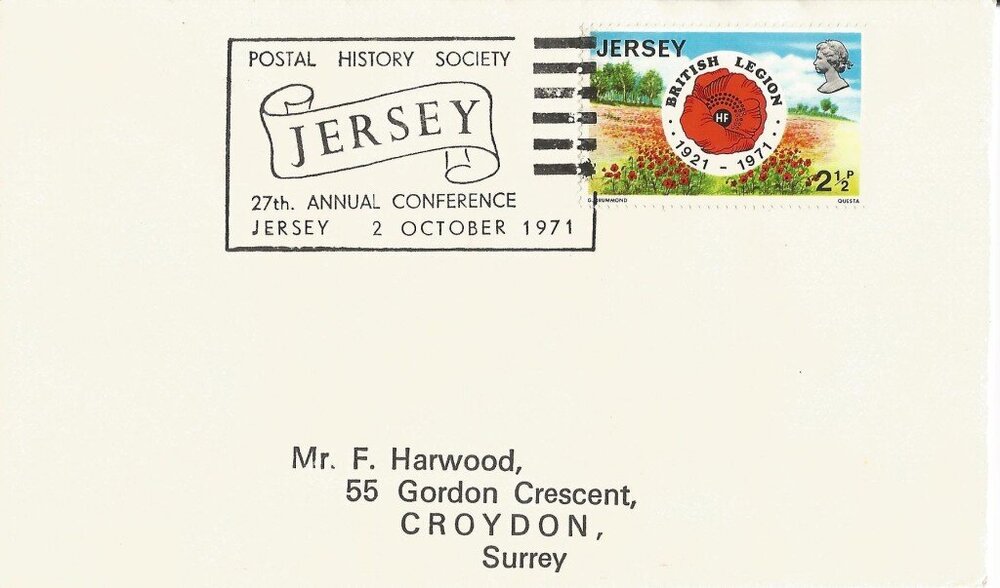 POSTAL HISTORY SOCIETY
JERSEY
27th. ANNUAL CONFERENCE
JERSEY 2 OCTOBER 1971
JERSEY
BRITISH LEGION
HF
· 1921 - 1971 ·
2½P
G. DRUMMOND
QUESTA
Mr. F. Harwood,
55 Gordon Crescent,
CROYDON,
Surrey